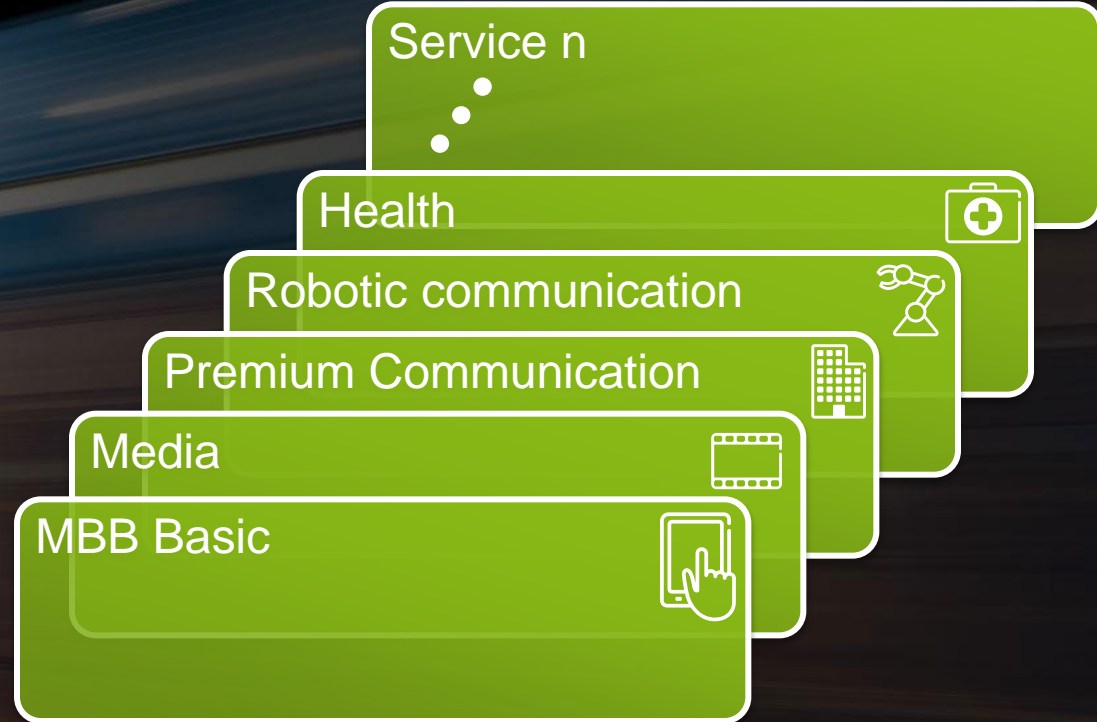 Service n
Health
Robotic communication
Premium Communication
Media
MBB Basic